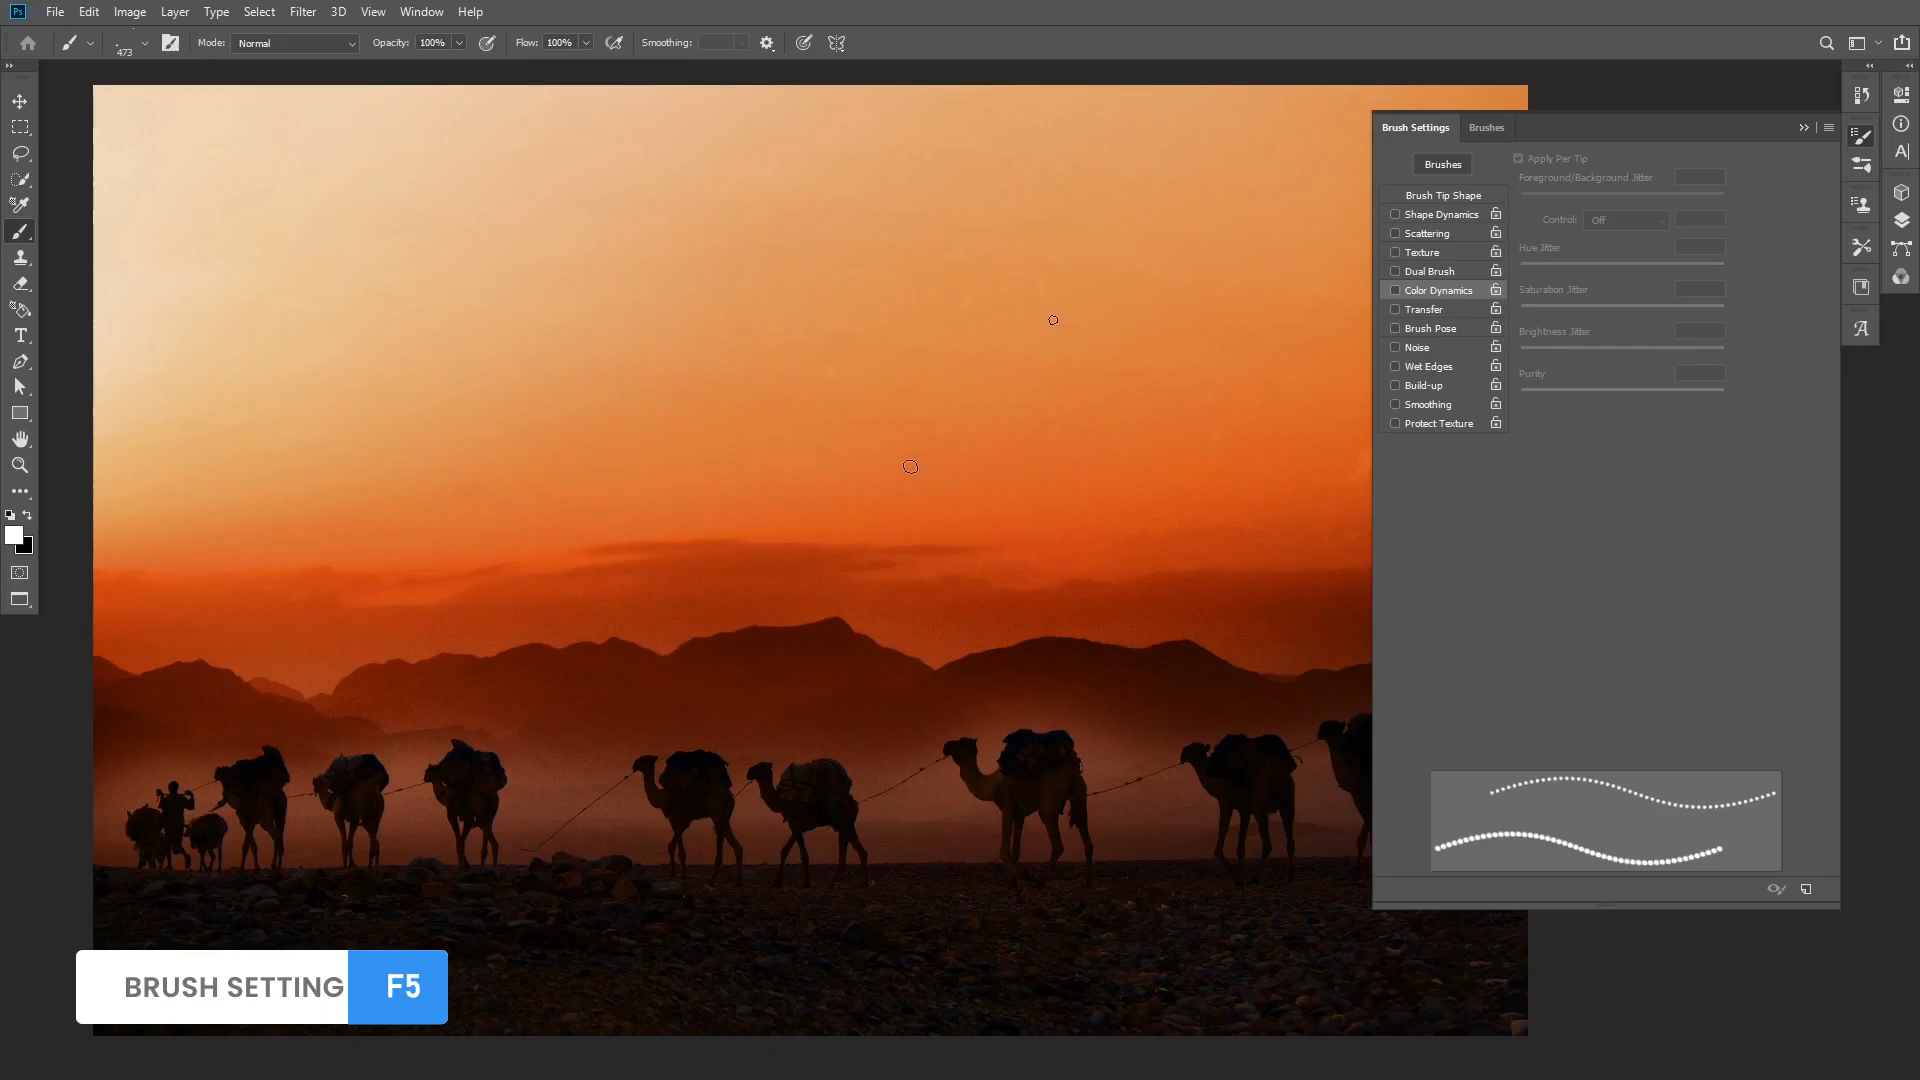 Ps File Edit Image Layer Type Select Filter 3D View Window Help
473 Mode: Normal Opacity: 100% Flow: 100% Smoothing:
Brush Settings Brushes
Brushes
Apply Per Tip
Foreground/Background Jitter
Brush Tip Shape
Shape Dynamics
Control: Off
Scattering
Hue Jitter
Texture
Dual Brush
Color Dynamics
Saturation Jitter
Transfer
Brush Pose
Brightness Jitter
Noise
Wet Edges
Purity
Build-up
Smoothing
Protect Texture
BRUSH SETTING F5